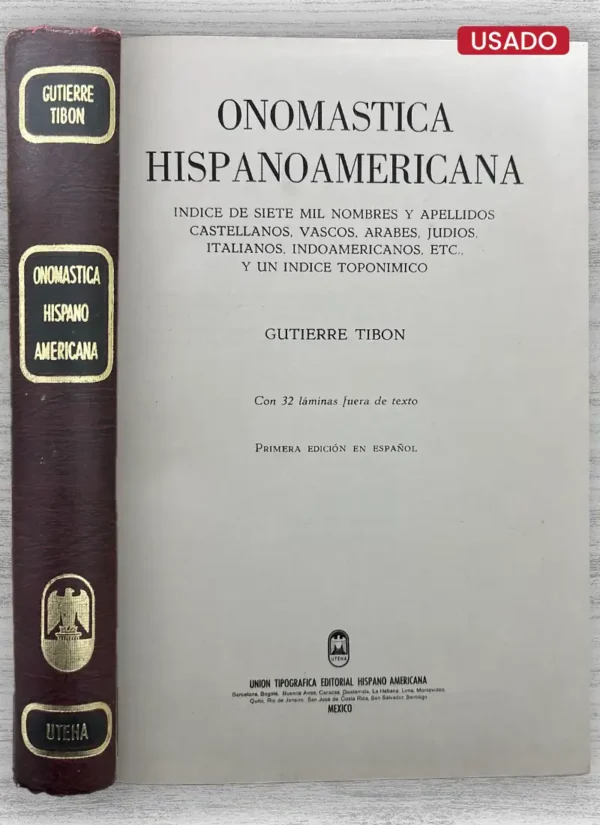 USADO
GUTIERRE
TIBON
ONOMASTICA
HISPANO
AMERICANA
UTEHA
ONOMASTICA
HISPANOAMERICANA
INDICE DE SIETE MIL NOMBRES Y APELLIDOS
CASTELLANOS, VASCOS, ARABES, JUDIOS,
ITALIANOS, INDOAMERICANOS, ETC.,
Y UN INDICE TOPONIMICO
GUTIERRE TIBON
Con 32 láminas fuera de texto
PRIMERA EDICIÓN EN ESPAÑOL
UTEHA
UNION TIPOGRAFICA EDITORIAL HISPANO AMERICANA
Barcelona, Bogotá, Buenos Aires, Caracas, Guatemala, La Habana, Lima, Montevideo,
Quito, Rio de Janeiro, San José de Costa Rica, San Salvador, Santiago
MEXICO